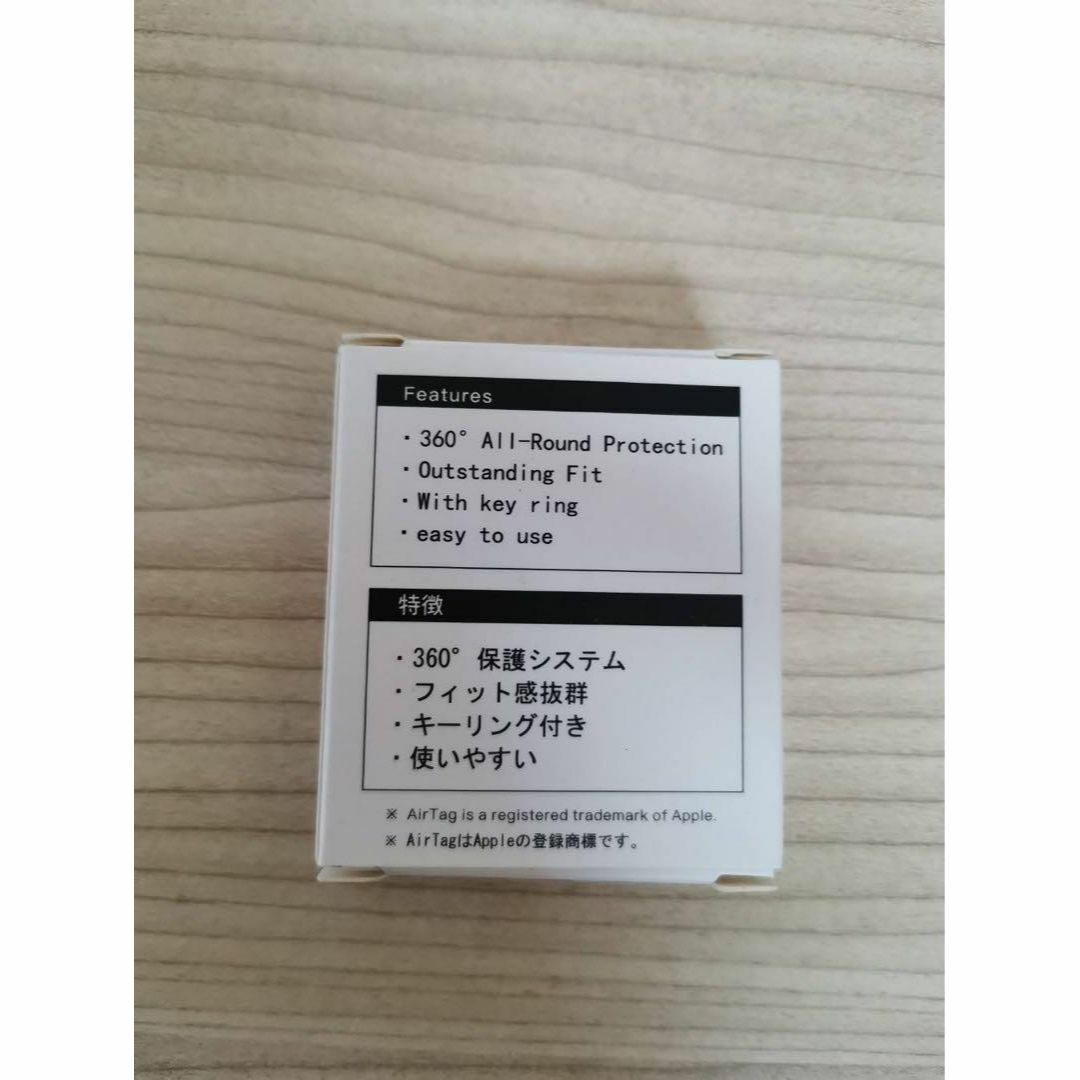 Features
・360° All-Round Protection
・Outstanding Fit
・With key ring
・easy to use
特徴
・360° 保護システム
・フィット感抜群
・キーリング付き
・使いやすい
※ AirTag is a registered trademark of Apple.
※ AirTagはAppleの登録商標です。